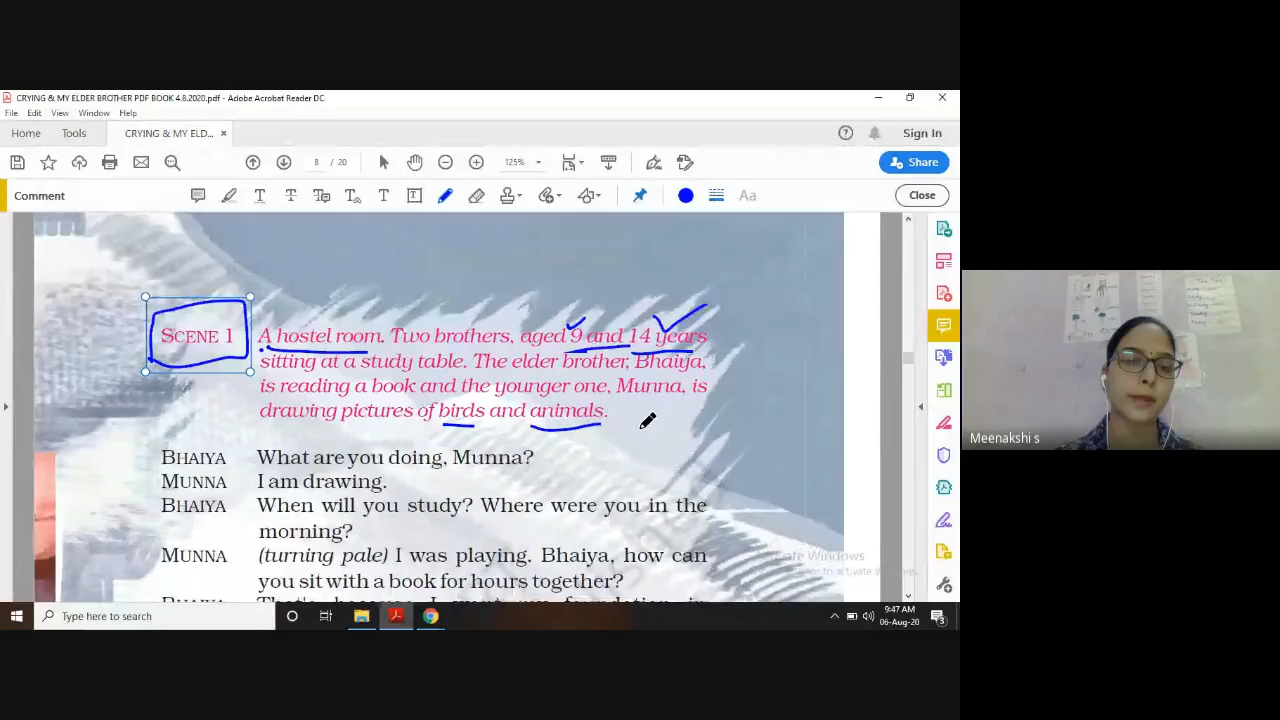 CRYING & MY ELDER BROTHER PDF BOOK 4.8.2020.pdf - Adobe Acrobat Reader DC
File Edit View Window Help
Home Tools CRYING & MY ELD... × Sign In
8 / 20 125% Share
Comment Aa Close
SCENE 1 A hostel room. Two brothers, aged 9 and 14 years
sitting at a study table. The elder brother, Bhaiya,
is reading a book and the younger one, Munna, is
drawing pictures of birds and animals.
BHAIYA What are you doing, Munna?
MUNNA I am drawing.
BHAIYA When will you study? Where were you in the
morning?
MUNNA (turning pale) I was playing. Bhaiya, how can
you sit with a book for hours together?
Meenakshi s
Type here to search
9:47 AM
06-Aug-20
3